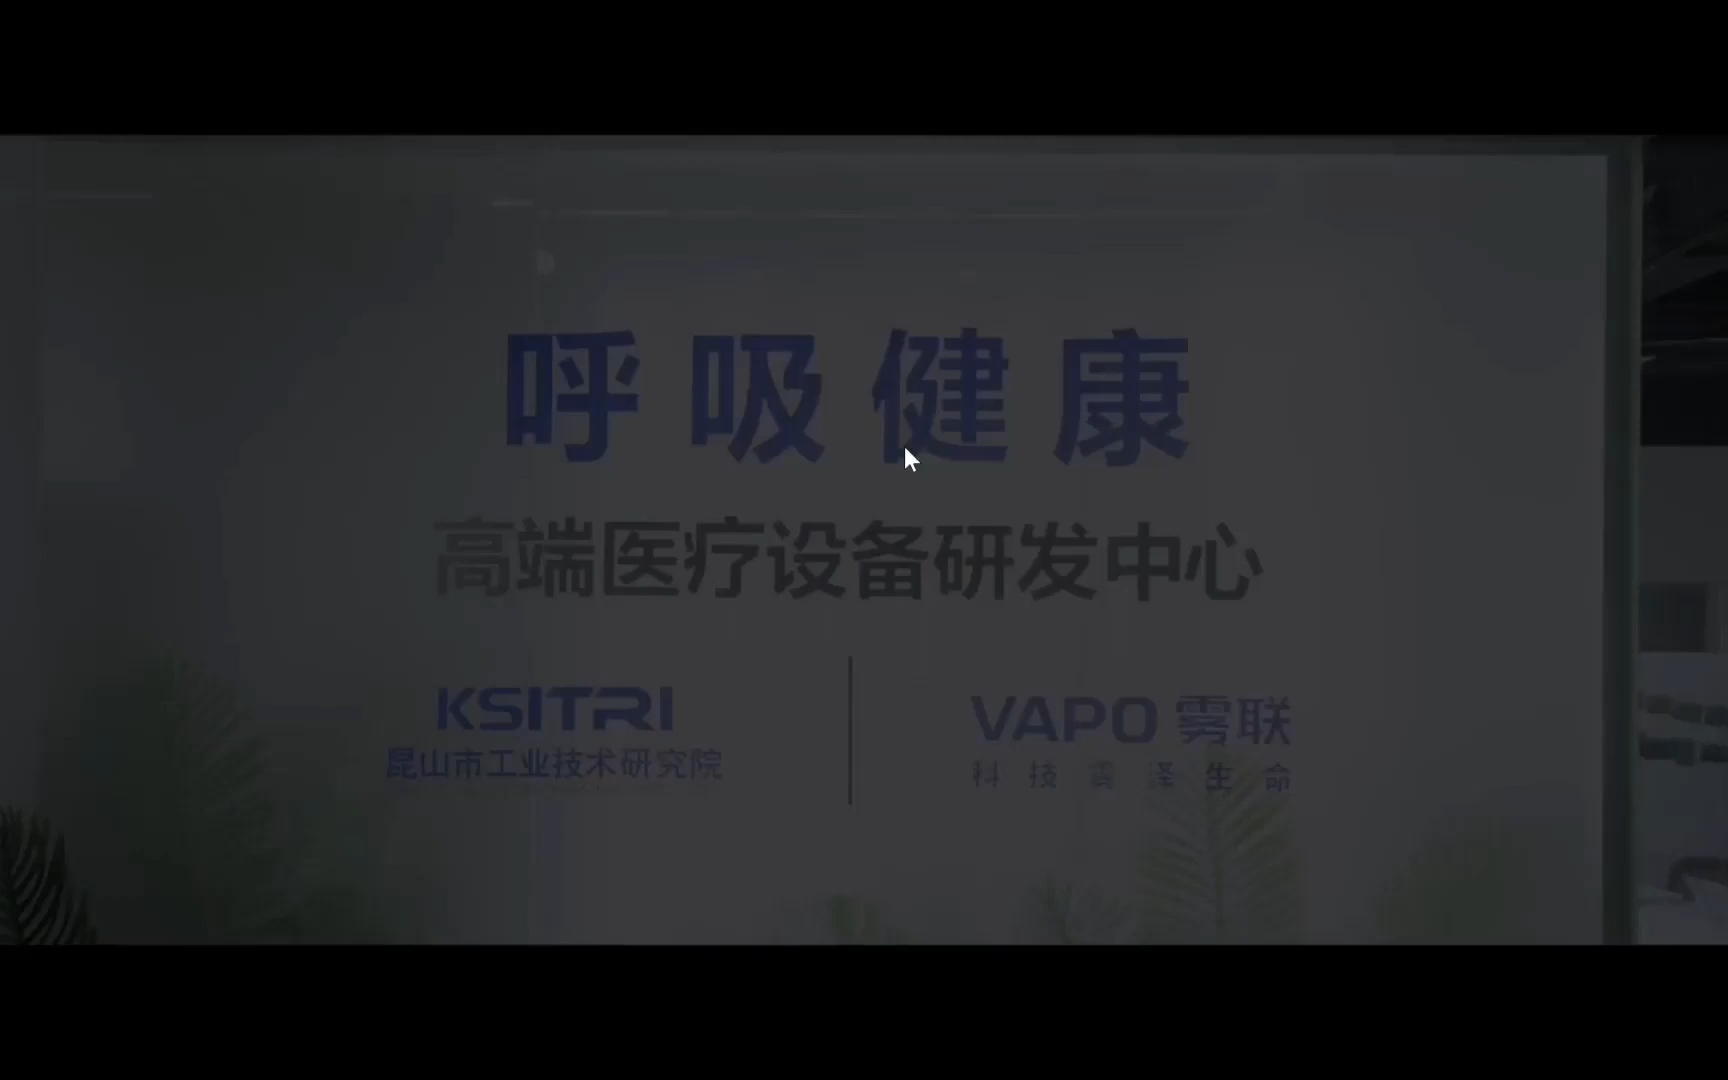 呼吸健康
高端医疗设备研发中心
KSITRI
昆山市工业技术研究院
VAPO 雾联
科技雾泽生命